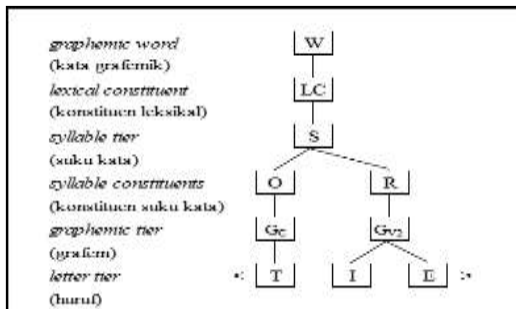 graphemic word W
(kata grafemik)
lexical constituent LC
(konstituen leksikal)
syllable tier S
(suku kata)
syllable constituents O R
(konstituen suku kata)
graphemic tier GC GV2
(grafem)
letter tier < T I E >
(huruf)